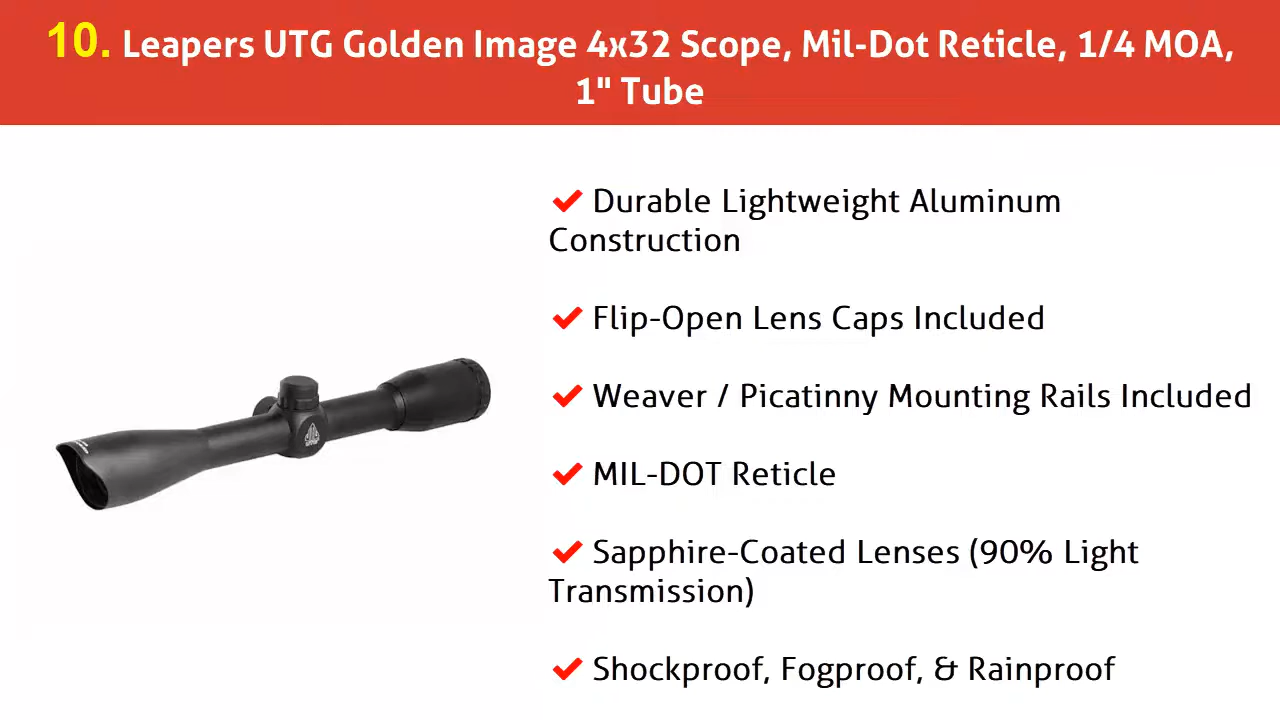 10. Leapers UTG Golden Image 4x32 Scope, Mil-Dot Reticle, 1/4 MOA,
1" Tube
Durable Lightweight Aluminum
Construction
Flip-Open Lens Caps Included
Weaver / Picatinny Mounting Rails Included
MIL-DOT Reticle
Sapphire-Coated Lenses (90% Light
Transmission)
Shockproof, Fogproof, & Rainproof